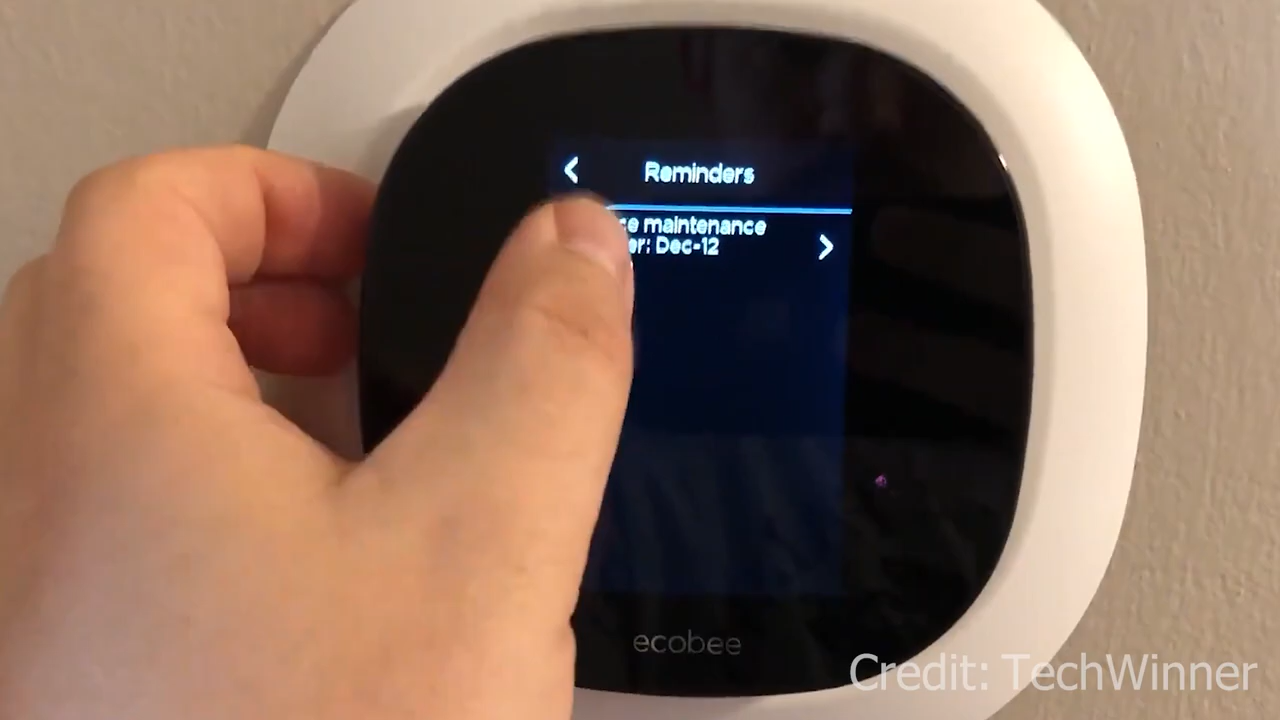 Reminders
maintenance
Dec-12
ecobee
Credit: TechWinner